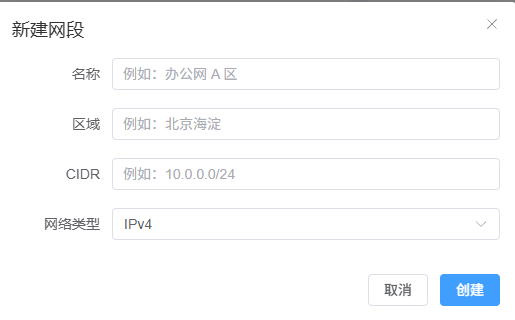 新建网段
名称 例如：办公网 A 区
区域 例如：北京海淀
CIDR 例如：10.0.0.0/24
网络类型 IPv4
取消 创建